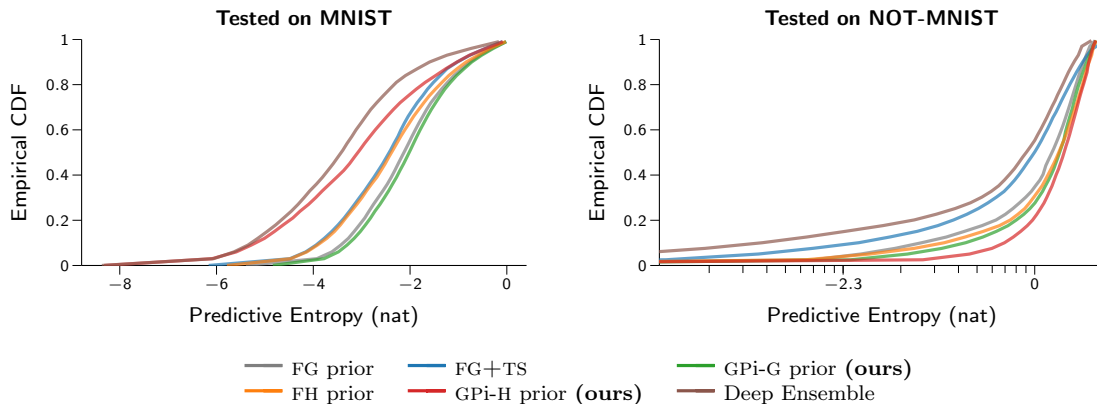 Tested on MNIST
Empirical CDF
1
0.8
0.6
0.4
0.2
0
−8
−6
−4
−2
0
Predictive Entropy (nat)
Tested on NOT-MNIST
Empirical CDF
1
0.8
0.6
0.4
0.2
0
−2.3
0
Predictive Entropy (nat)
FG prior
FG+TS
GPi-G prior (ours)
FH prior
GPi-H prior (ours)
Deep Ensemble